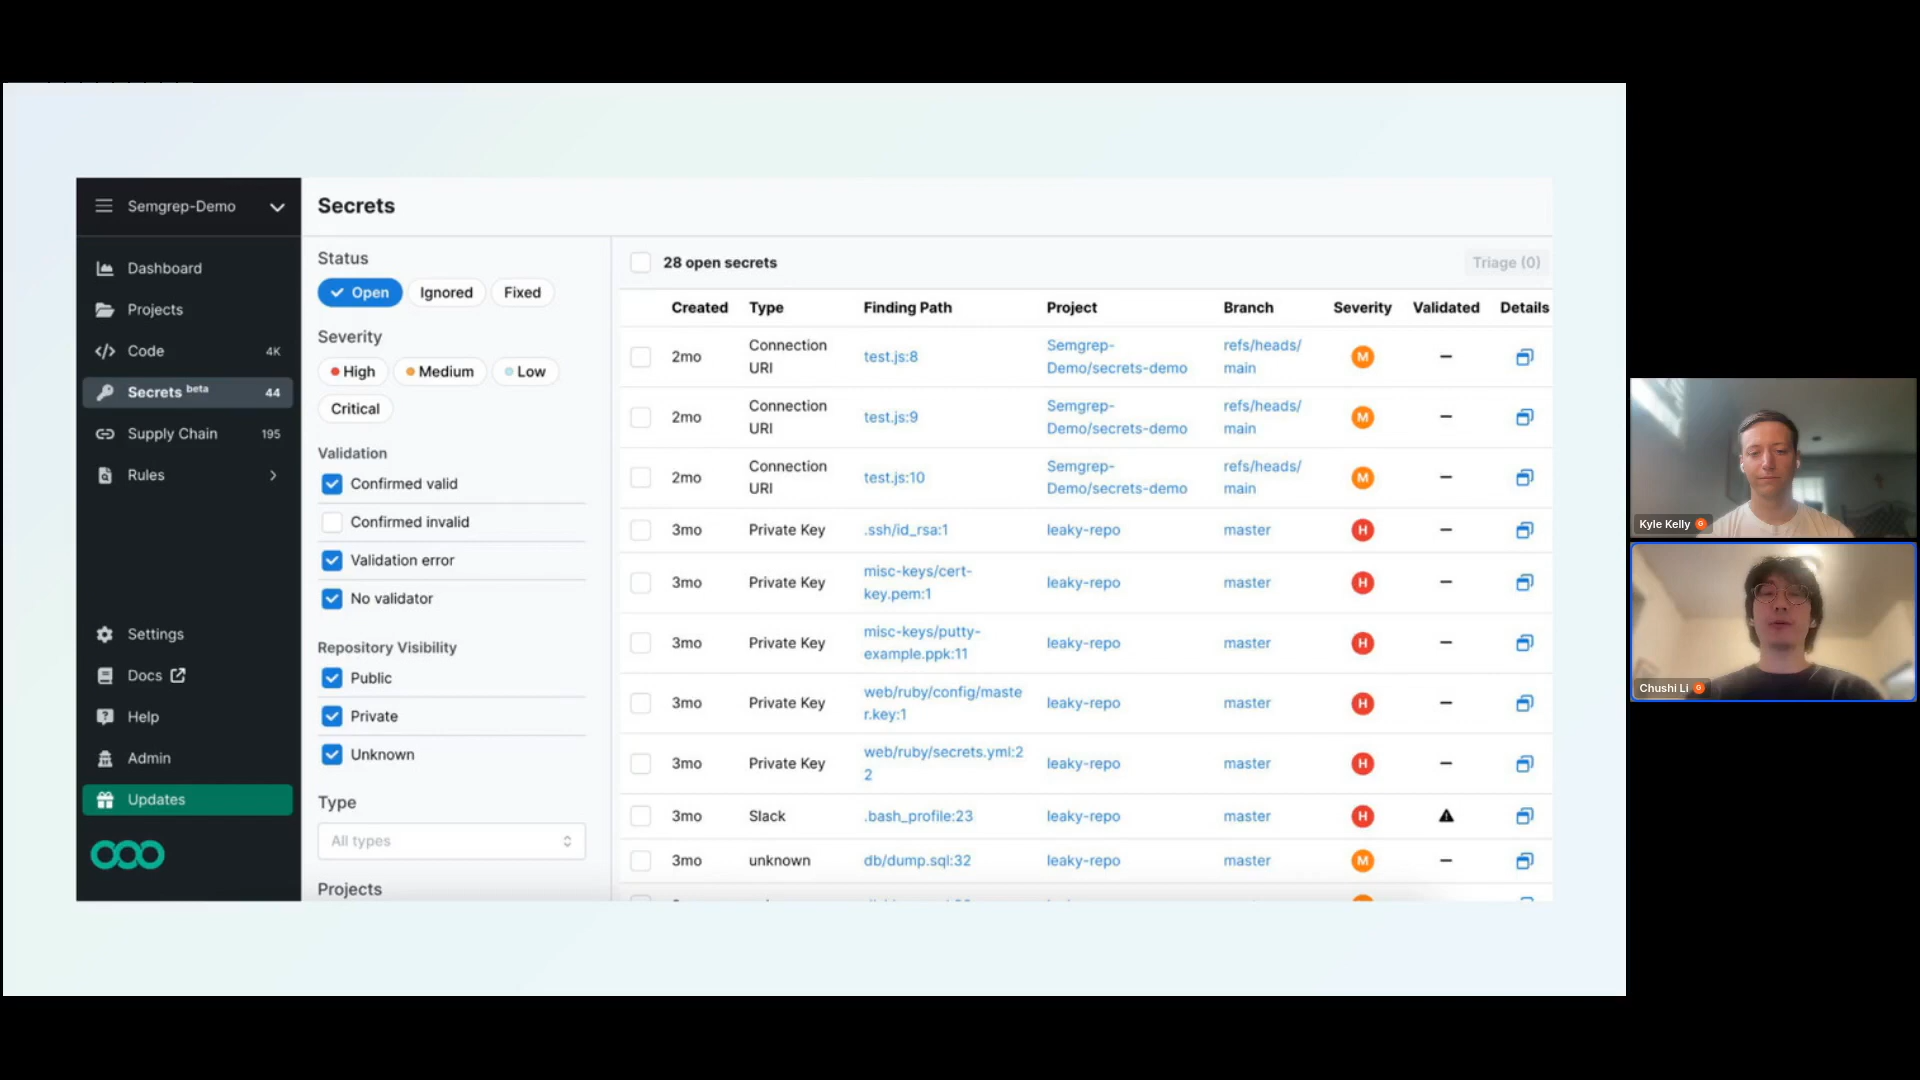 Semgrep-Demo
Dashboard
Projects
Code 4K
Secrets beta 44
Supply Chain 195
Rules
Settings
Docs
Help
Admin
Updates
Secrets
Status
Open Ignored Fixed
Severity
High Medium Low
Critical
Validation
Confirmed valid
Confirmed invalid
Validation error
No validator
Repository Visibility
Public
Private
Unknown
Type
All types
Projects
28 open secrets Triage (0)
Created Type Finding Path Project Branch Severity Validated Details
2mo Connection URI test.js:8 Semgrep-Demo/secrets-demo refs/heads/main M
2mo Connection URI test.js:9 Semgrep-Demo/secrets-demo refs/heads/main M
2mo Connection URI test.js:10 Semgrep-Demo/secrets-demo refs/heads/main M
3mo Private Key .ssh/id_rsa:1 leaky-repo master H
3mo Private Key misc-keys/cert-key.pem:1 leaky-repo master H
3mo Private Key misc-keys/putty-example.ppk:11 leaky-repo master H
3mo Private Key web/ruby/config/master.key:1 leaky-repo master H
3mo Private Key web/ruby/secrets.yml:22 leaky-repo master H
3mo Slack .bash_profile:23 leaky-repo master H
3mo unknown db/dump.sql:32 leaky-repo master M
Kyle Kelly
Chushi Li